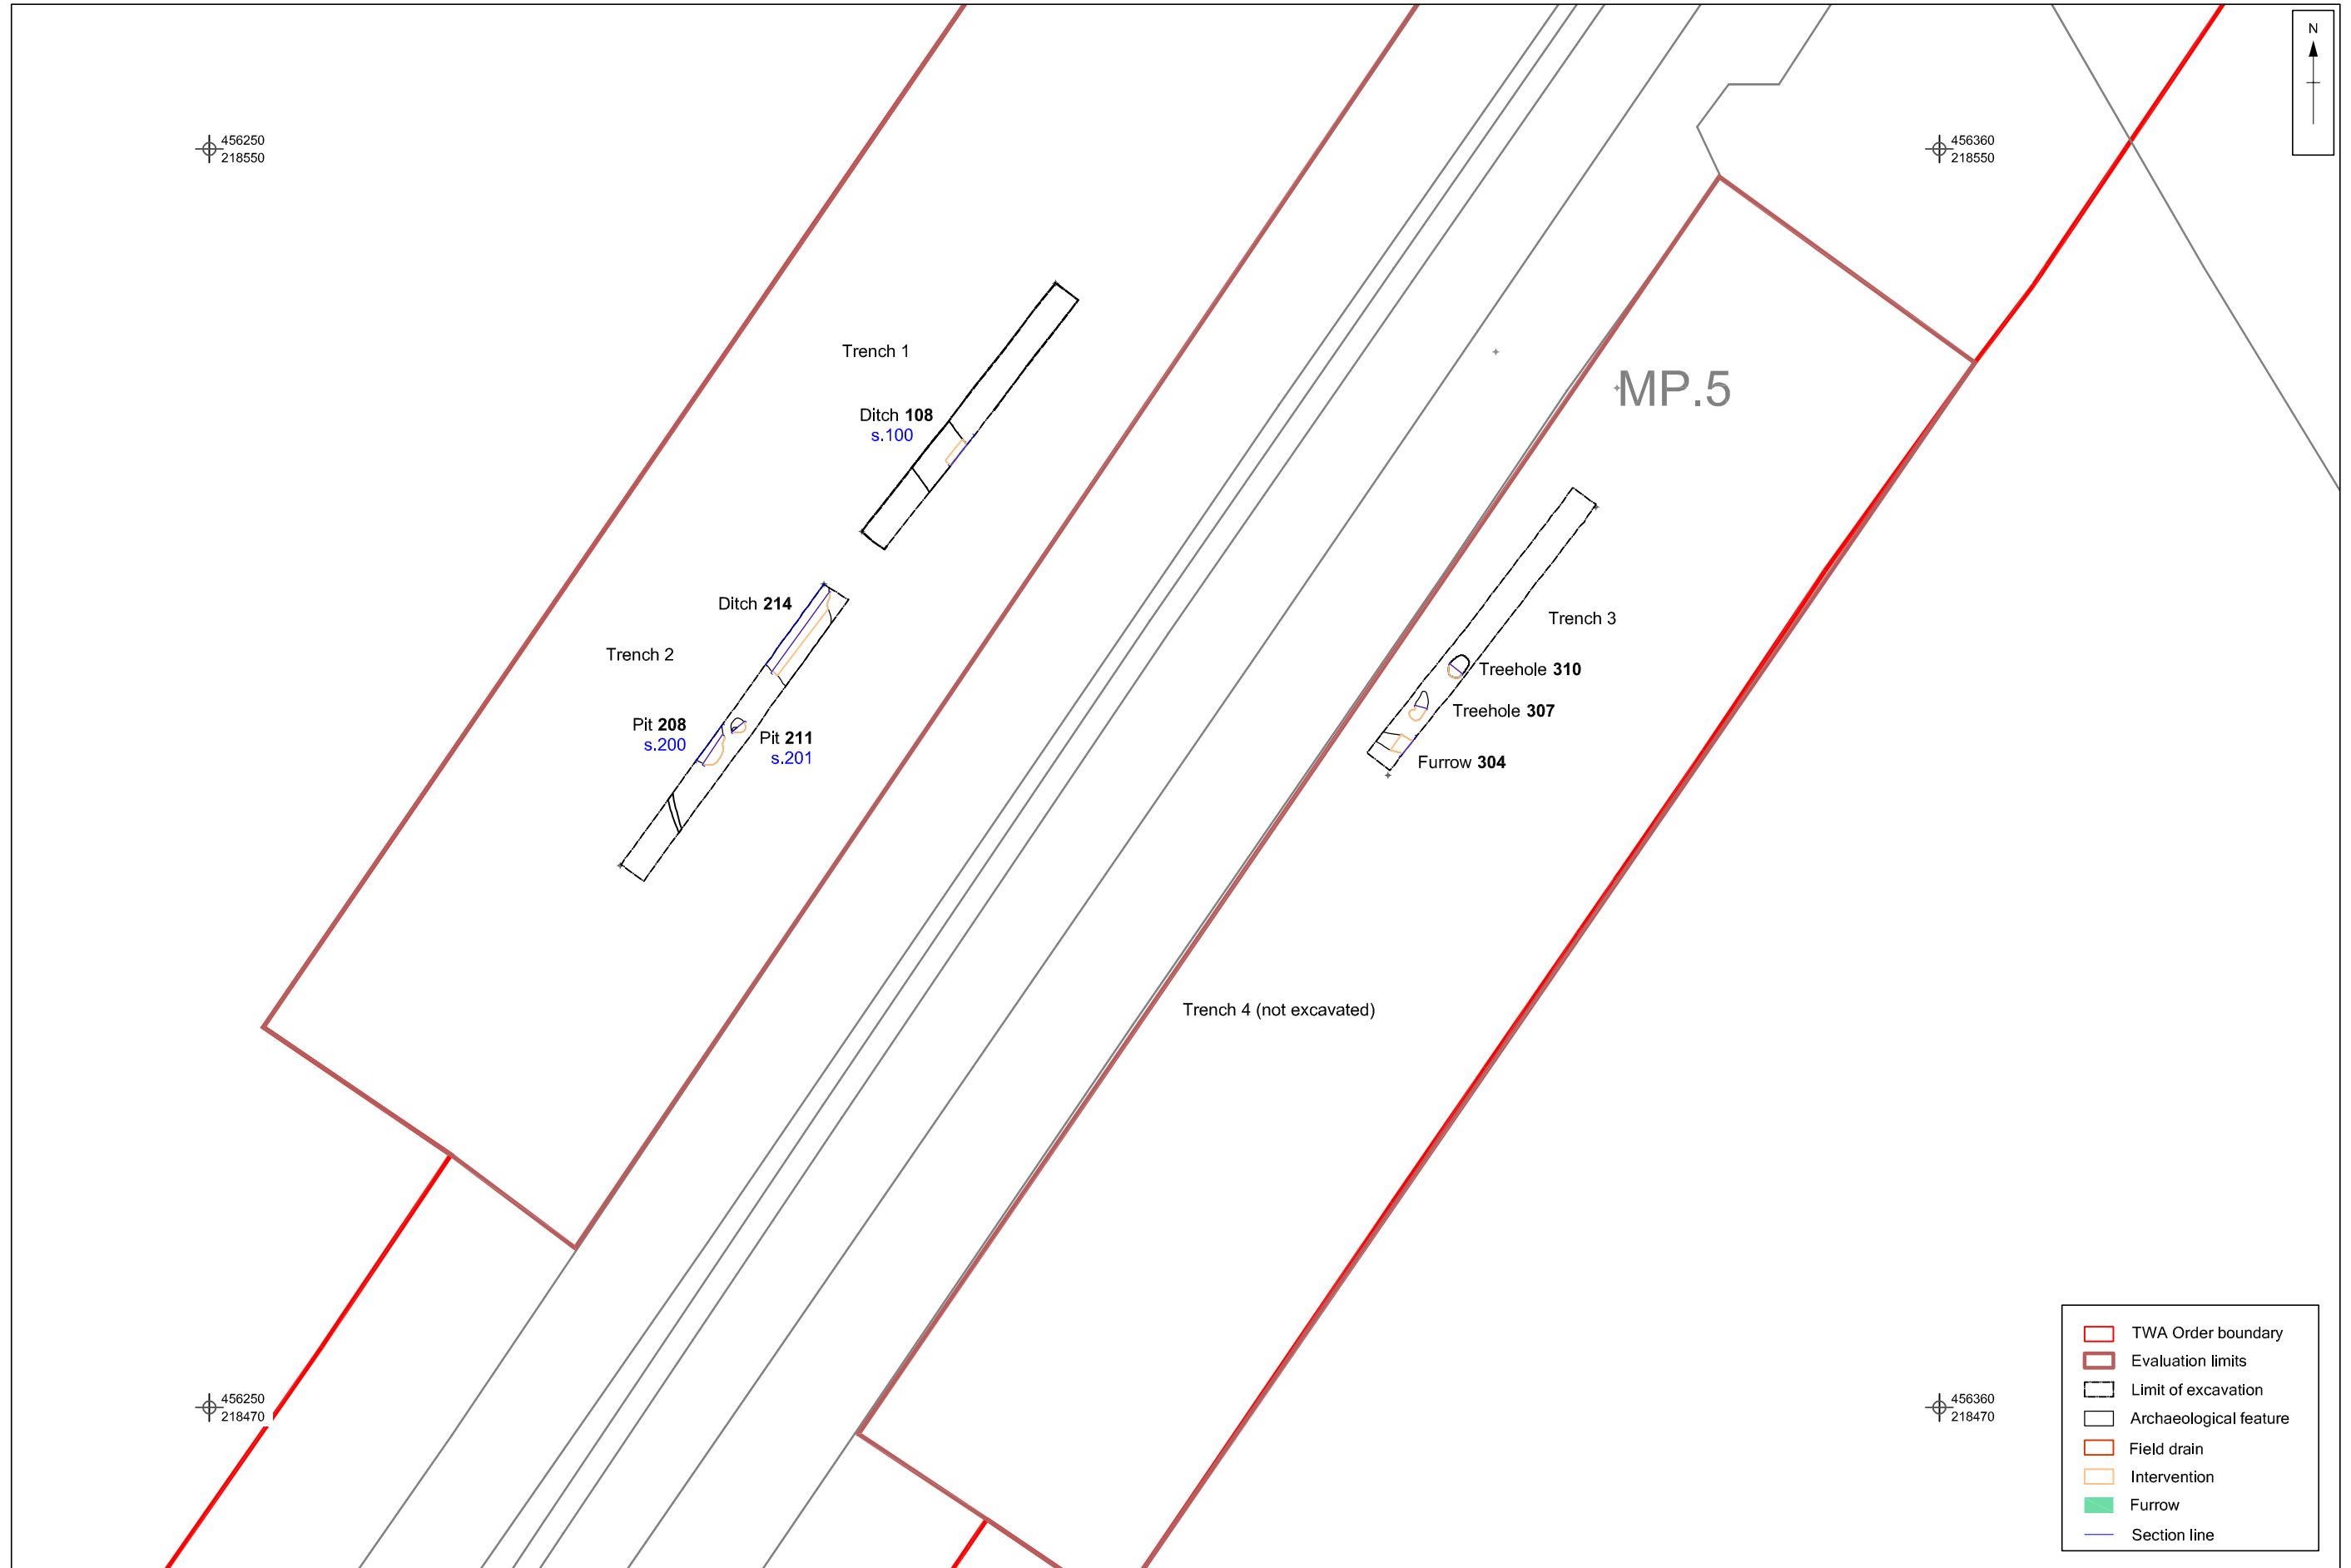 N
456250
218550
456360
218550
Trench 1
MP.5
Ditch 108
s.100
Ditch 214
Trench 3
Trench 2
Treehole 310
Treehole 307
Pit 208
s.200
Pit 211
s.201
Furrow 304
Trench 4 (not excavated)
TWA Order boundary
Evaluation limits
Limit of excavation
Archaeological feature
Field drain
Intervention
Furrow
Section line
456250
218470
456360
218470